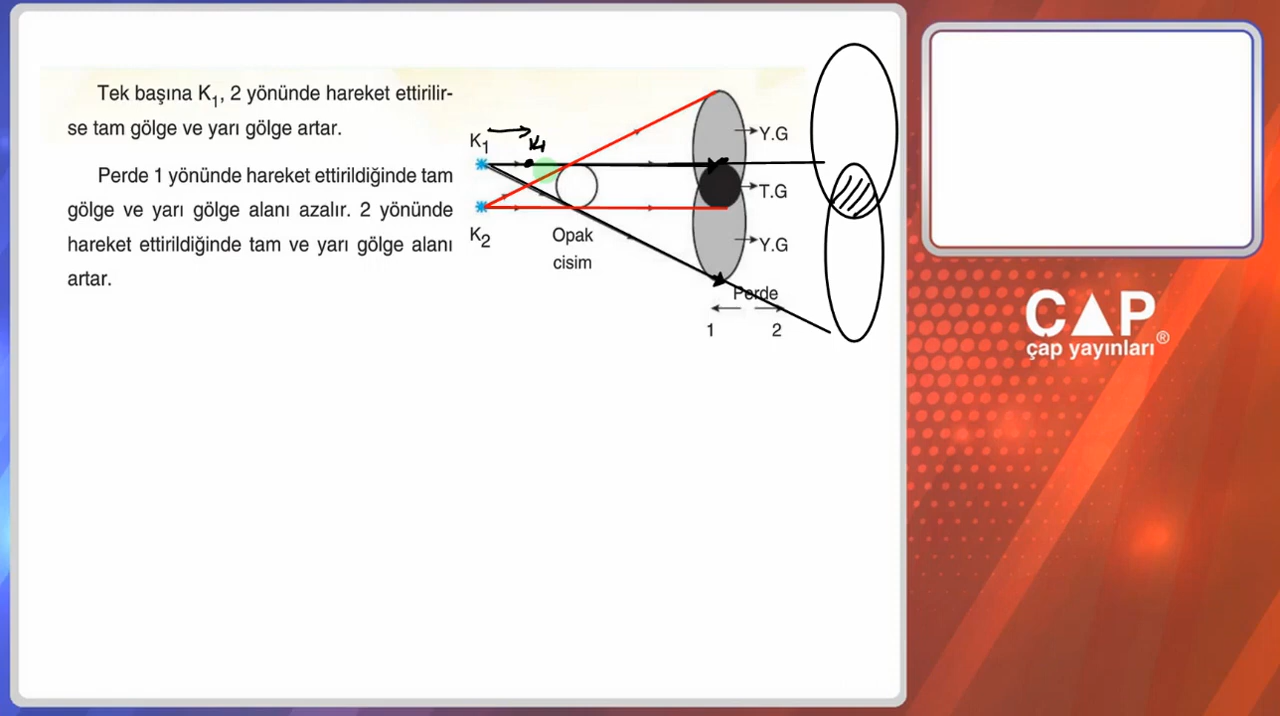 Tek başına K1, 2 yönünde hareket ettirilir-
se tam gölge ve yarı gölge artar.
Perde 1 yönünde hareket ettirildiğinde tam
gölge ve yarı gölge alanı azalır. 2 yönünde
hareket ettirildiğinde tam ve yarı gölge alanı
artar.
K1
K1
K2
Opak
cisim
Y.G
T.G
Y.G
Perde
1 2
ÇAP
çap yayınları®